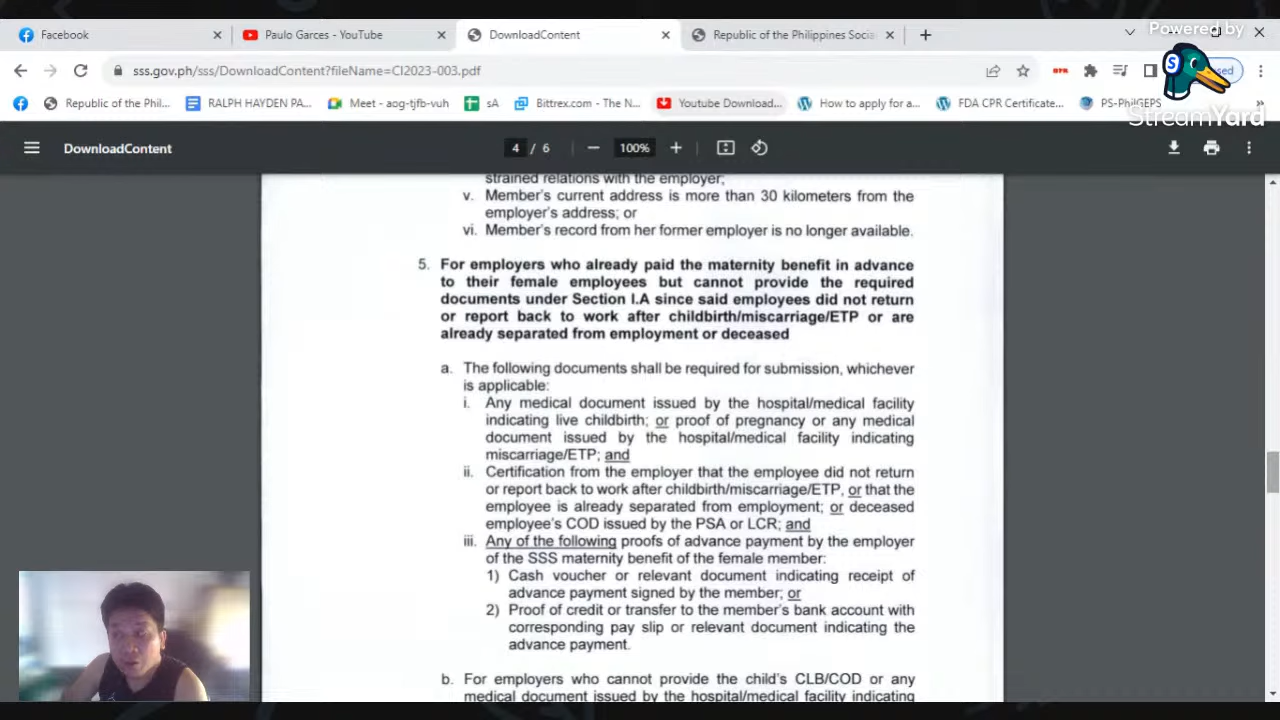 Powered by
Facebook
Paulo Garces - YouTube
DownloadContent
Republic of the Philippines Socia
sss.gov.ph/sss/DownloadContent?fileName=CI2023-003.pdf
S
StreamYard
Republic of the Phil...
RALPH HAYDEN PA...
Meet - aog-tjfb-vuh
sA
Bittrex.com - The N...
Youtube Download...
How to apply for a...
FDA CPR Certificate...
PS-PhilGEPS
»
DownloadContent
4 / 6
100%
strained relations with the employer;
v. Member's current address is more than 30 kilometers from the
employer's address; or
vi. Member's record from her former employer is no longer available.
5. For employers who already paid the maternity benefit in advance
to their female employees but cannot provide the required
documents under Section I.A since said employees did not return
or report back to work after childbirth/miscarriage/ETP or are
already separated from employment or deceased
a. The following documents shall be required for submission, whichever
is applicable:
i. Any medical document issued by the hospital/medical facility
indicating live childbirth; or proof of pregnancy or any medical
document issued by the hospital/medical facility indicating
miscarriage/ETP; and
ii. Certification from the employer that the employee did not return
or report back to work after childbirth/miscarriage/ETP, or that the
employee is already separated from employment; or deceased
employee's COD issued by the PSA or LCR; and
iii. Any of the following proofs of advance payment by the employer
of the SSS maternity benefit of the female member:
1) Cash voucher or relevant document indicating receipt of
advance payment signed by the member; or
2) Proof of credit or transfer to the member's bank account with
corresponding pay slip or relevant document indicating the
advance payment.
b. For employers who cannot provide the child's CLB/COD or any
medical document issued by the hospital/medical facility indicating